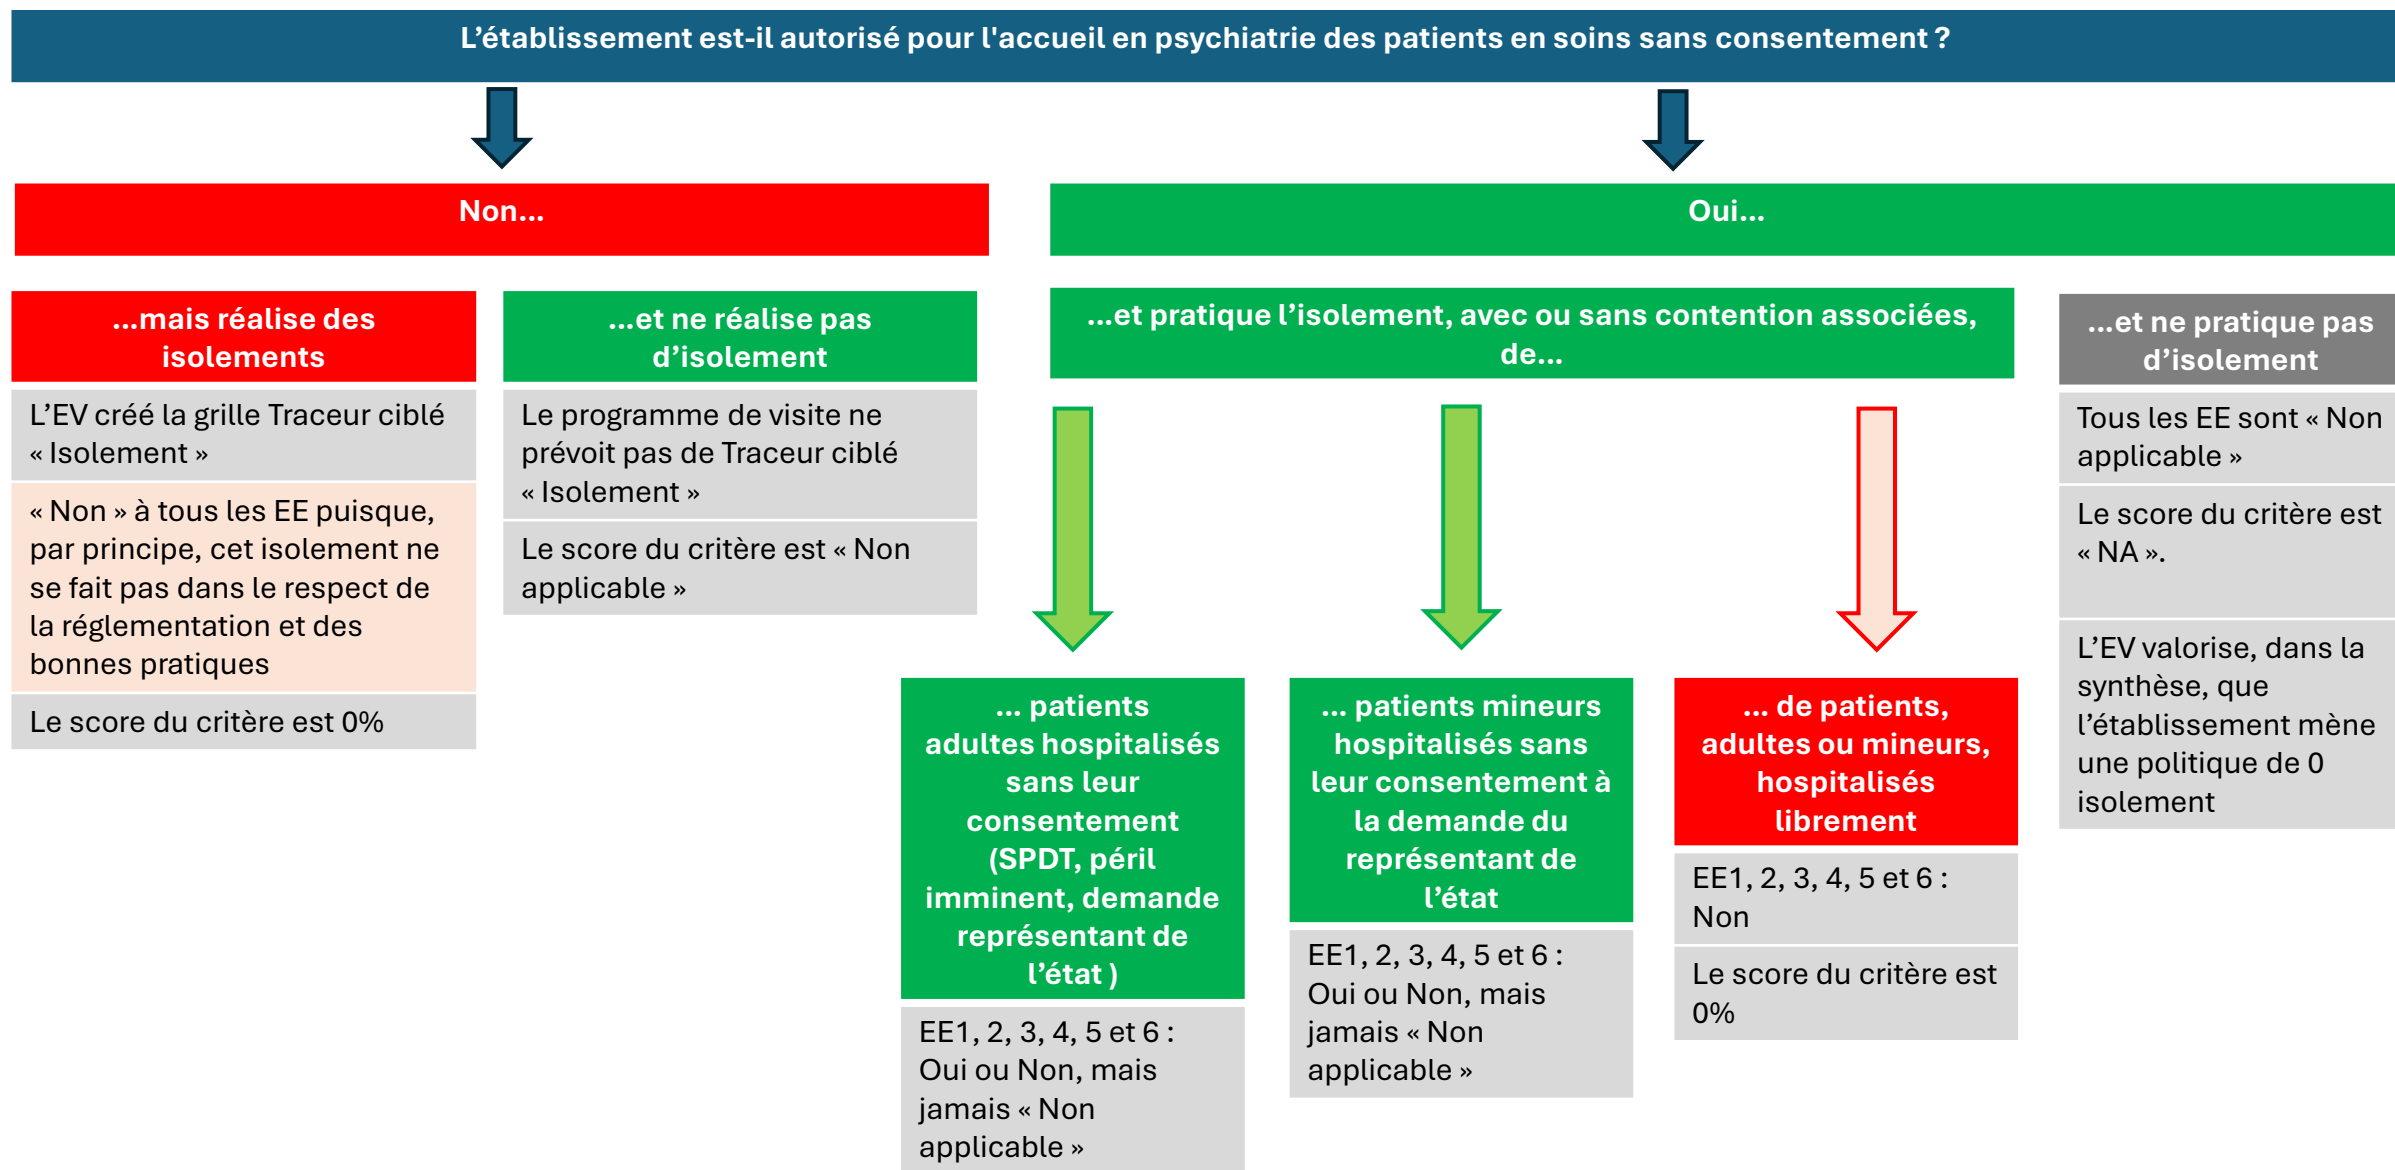 L’établissement est-il autorisé pour l'accueil en psychiatrie des patients en soins sans consentement ?
Non...
Oui...
...mais réalise des
isolements
L’EV créé la grille Traceur ciblé
« Isolement »
« Non » à tous les EE puisque,
par principe, cet isolement ne
se fait pas dans le respect de
la réglementation et des
bonnes pratiques
Le score du critère est 0%
...et ne réalise pas
d’isolement
Le programme de visite ne
prévoit pas de Traceur ciblé
« Isolement »
Le score du critère est « Non
applicable »
...et pratique l’isolement, avec ou sans contention associées,
de...
... patients
adultes hospitalisés
sans leur
consentement
(SPDT, péril
imminent, demande
représentant de
l’état )
EE1, 2, 3, 4, 5 et 6 :
Oui ou Non, mais
jamais « Non
applicable »
... patients mineurs
hospitalisés sans
leur consentement à
la demande du
représentant de
l’état
EE1, 2, 3, 4, 5 et 6 :
Oui ou Non, mais
jamais « Non
applicable »
... de patients,
adultes ou mineurs,
hospitalisés
librement
EE1, 2, 3, 4, 5 et 6 :
Non
Le score du critère est
0%
...et ne pratique pas
d’isolement
Tous les EE sont « Non
applicable »
Le score du critère est
« NA ».
L’EV valorise, dans la
synthèse, que
l’établissement mène
une politique de 0
isolement